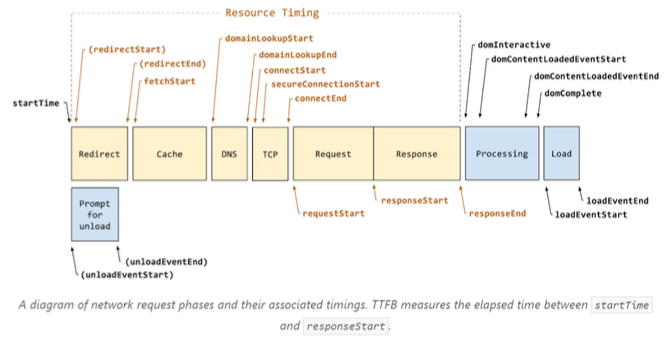 Resource Timing
(redirectStart)
(redirectEnd)
fetchStart
domainLookupStart
domainLookupEnd
connectStart
secureConnectionStart
connectEnd
domInteractive
domContentLoadedEventStart
domContentLoadedEventEnd
domComplete
startTime
Redirect
Cache
DNS
TCP
Request
Response
Processing
Load
Prompt
for
unload
requestStart
responseStart
responseEnd
loadEventEnd
loadEventStart
(unloadEventEnd)
(unloadEventStart)
A diagram of network request phases and their associated timings. TTFB measures the elapsed time between startTime
and responseStart.